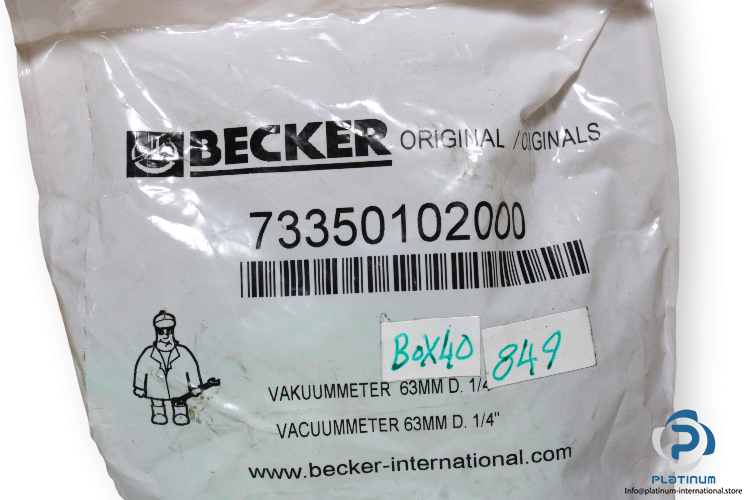 BECKER ORIGINAL / ORIGINALS
73350102000
BOX40
849
VAKUUMMETER 63MM D. 1/4
VACUUMMETER 63MM D. 1/4"
www.becker-international.com
PLATINUM
Info@platinum-international.store